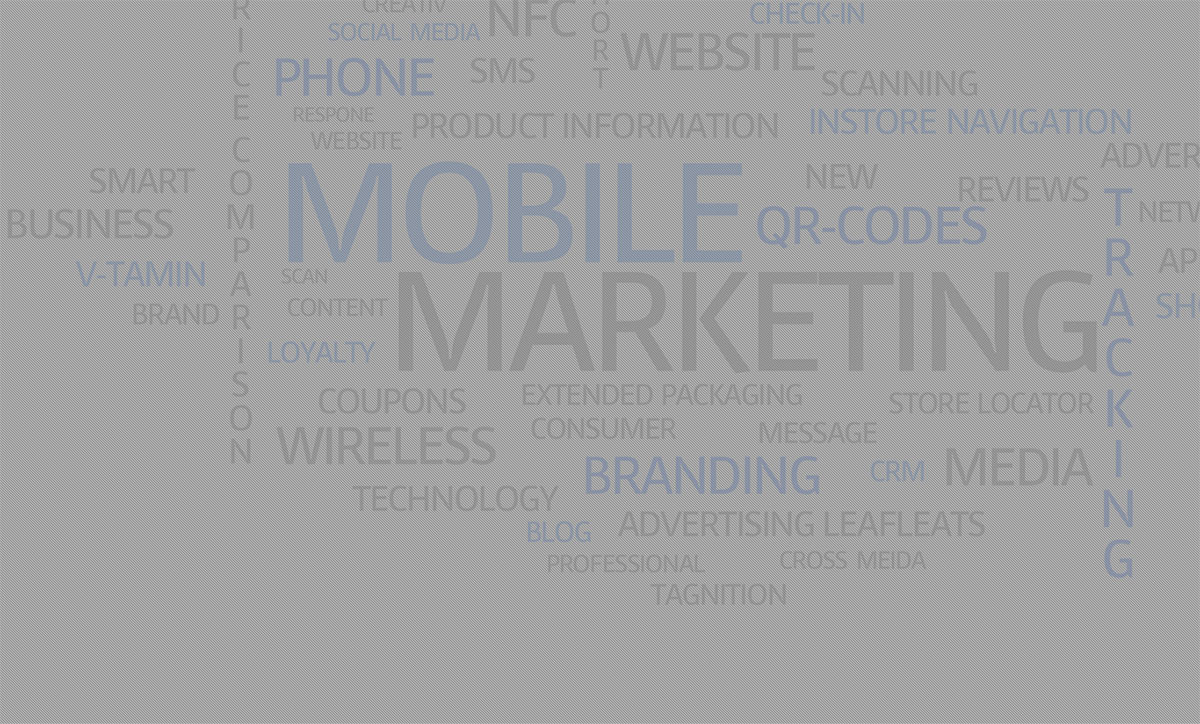 CREATIV
NFC
CHECK-IN
SOCIAL MEDIA
ORT
WEBSITE
PHONE
SMS
SCANNING
RESPONE
PRODUCT INFORMATION
INSTORE NAVIGATION
WEBSITE
ADVER
SMART
RICE COMPARISON
MOBILE
NEW
REVIEWS
BUSINESS
QR-CODES
TRACKING
NETW
V-TAMIN
SCAN
AP
BRAND
CONTENT
MARKETING
SH
LOYALTY
COUPONS
EXTENDED PACKAGING
STORE LOCATOR
WIRELESS
CONSUMER
MESSAGE
BRANDING
CRM
MEDIA
TECHNOLOGY
BLOG
ADVERTISING LEAFLEATS
PROFESSIONAL
CROSS MEIDA
TAGNITION